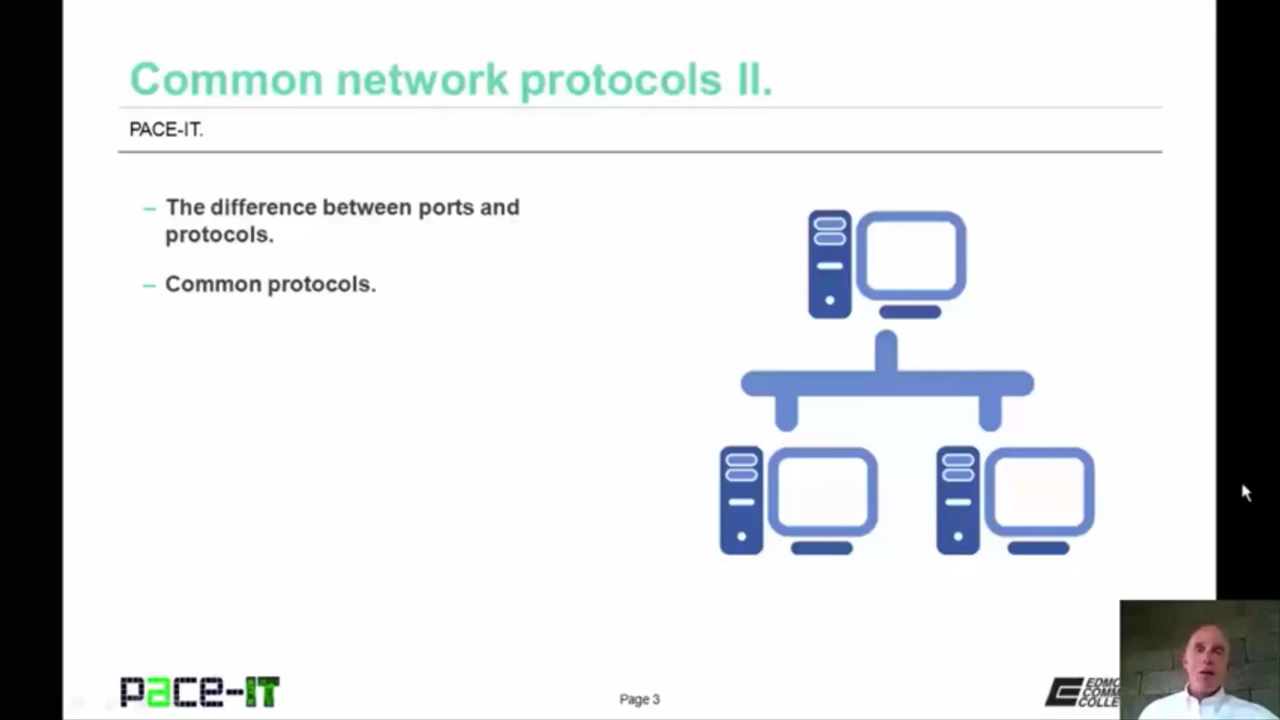 Common network protocols II.
PACE-IT.
– The difference between ports and
protocols.
– Common protocols.
pace-IT
Page 3